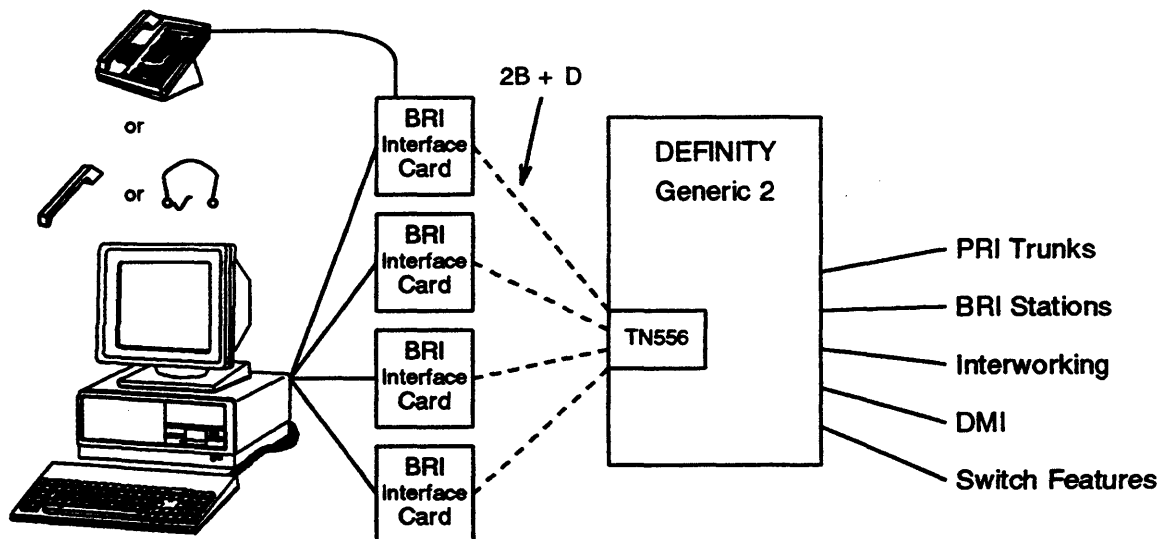 2B + D
or
or
BRI
Interface
Card
BRI
Interface
Card
BRI
Interface
Card
BRI
Interface
Card
DEFINITY
Generic 2
TN556
PRI Trunks
BRI Stations
Interworking
DMI
Switch Features